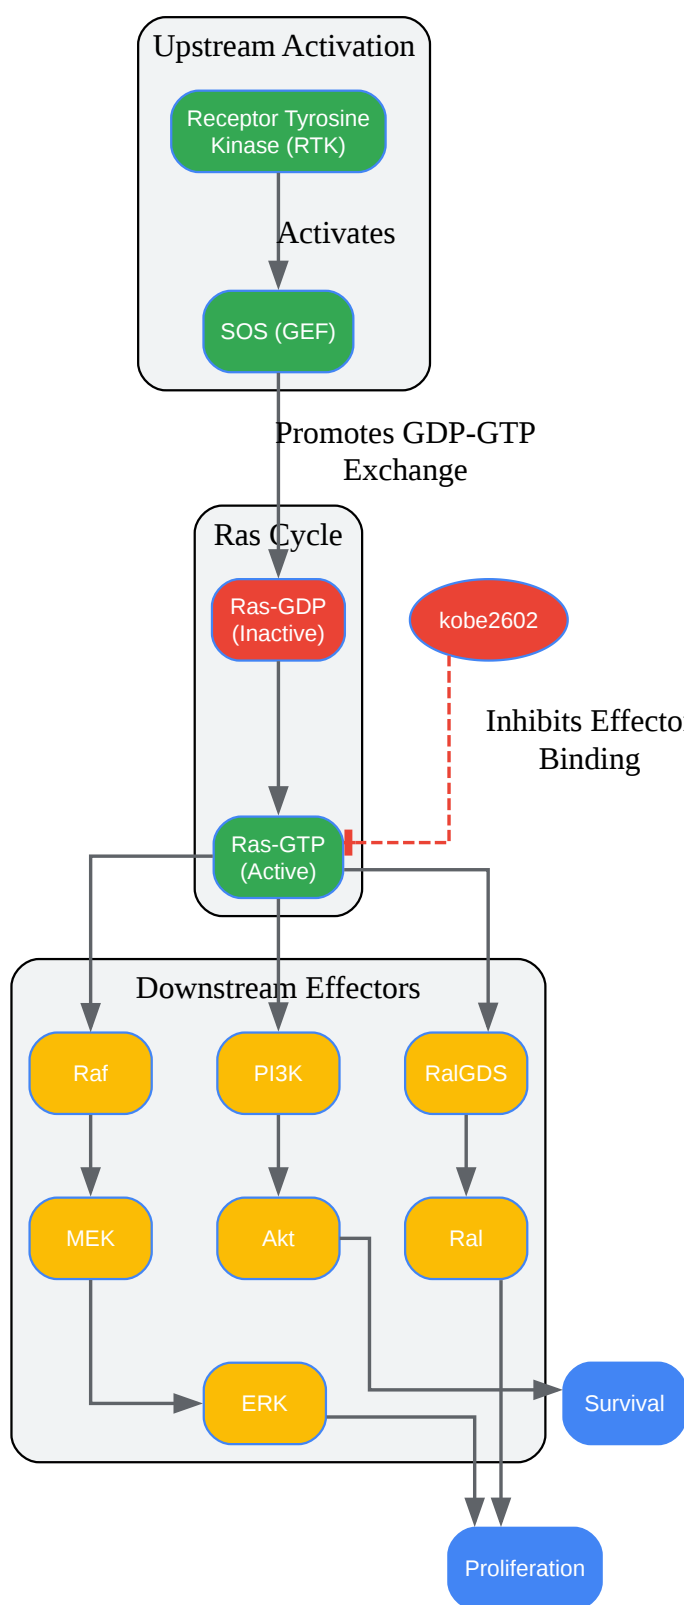 Upstream Activation
Receptor Tyrosine
Kinase (RTK)
Activates
SOS (GEF)
Promotes GDP-GTP
Exchange
Ras Cycle
Ras-GDP
(Inactive)
kobe2602
Inhibits Effector
Binding
Ras-GTP
(Active)
Downstream Effectors
Raf
PI3K
RalGDS
MEK
Akt
Ral
ERK
Survival
Proliferation